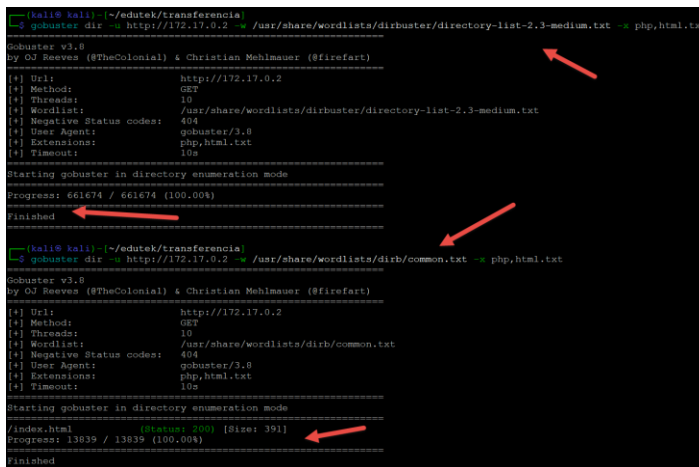 ┌──(kali㉿kali)-[~/edutek/transferencia]
└─$ gobuster dir -u http://172.17.0.2 -w /usr/share/wordlists/dirbuster/directory-list-2.3-medium.txt -x php,html.tx
===============================================================
Gobuster v3.8
by OJ Reeves (@TheColonial) & Christian Mehlmauer (@firefart)
===============================================================
[+] Url: http://172.17.0.2
[+] Method: GET
[+] Threads: 10
[+] Wordlist: /usr/share/wordlists/dirbuster/directory-list-2.3-medium.txt
[+] Negative Status codes: 404
[+] User Agent: gobuster/3.8
[+] Extensions: php,html.txt
[+] Timeout: 10s
===============================================================
Starting gobuster in directory enumeration mode
===============================================================
Progress: 661674 / 661674 (100.00%)
===============================================================
Finished
===============================================================
┌──(kali㉿kali)-[~/edutek/transferencia]
└─$ gobuster dir -u http://172.17.0.2 -w /usr/share/wordlists/dirb/common.txt -x php,html.txt
===============================================================
Gobuster v3.8
by OJ Reeves (@TheColonial) & Christian Mehlmauer (@firefart)
===============================================================
[+] Url: http://172.17.0.2
[+] Method: GET
[+] Threads: 10
[+] Wordlist: /usr/share/wordlists/dirb/common.txt
[+] Negative Status codes: 404
[+] User Agent: gobuster/3.8
[+] Extensions: php,html.txt
[+] Timeout: 10s
===============================================================
Starting gobuster in directory enumeration mode
===============================================================
/index.html (Status: 200) [Size: 391]
Progress: 13839 / 13839 (100.00%)
===============================================================
Finished